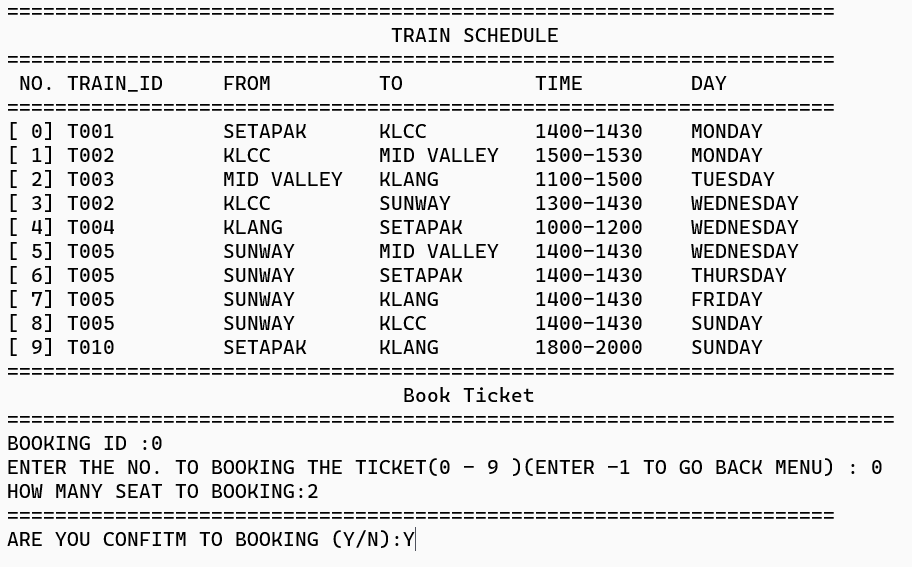 =====================================================================
TRAIN SCHEDULE
=====================================================================
NO. TRAIN_ID     FROM         TO           TIME         DAY
=====================================================================
[ 0] T001         SETAPAK      KLCC         1400-1430    MONDAY
[ 1] T002         KLCC         MID VALLEY   1500-1530    MONDAY
[ 2] T003         MID VALLEY   KLANG        1100-1500    TUESDAY
[ 3] T002         KLCC         SUNWAY       1300-1430    WEDNESDAY
[ 4] T004         KLANG        SETAPAK      1000-1200    WEDNESDAY
[ 5] T005         SUNWAY       MID VALLEY   1400-1430    WEDNESDAY
[ 6] T005         SUNWAY       SETAPAK      1400-1430    THURSDAY
[ 7] T005         SUNWAY       KLANG        1400-1430    FRIDAY
[ 8] T005         SUNWAY       KLCC         1400-1430    SUNDAY
[ 9] T010         SETAPAK      KLANG        1800-2000    SUNDAY
==========================================================================
Book Ticket
==========================================================================
BOOKING ID :0
ENTER THE NO. TO BOOKING THE TICKET(0 - 9 )(ENTER -1 TO GO BACK MENU) : 0
HOW MANY SEAT TO BOOKING:2
=====================================================================
ARE YOU CONFITM TO BOOKING (Y/N):Y